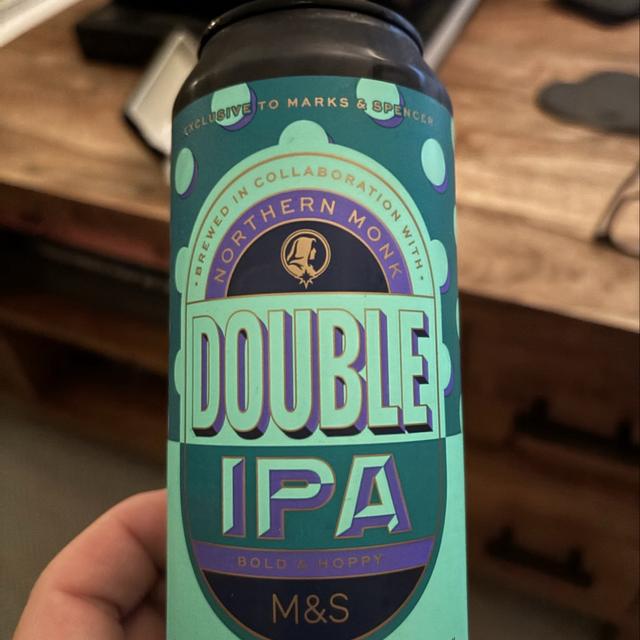 EXCLUSIVE TO MARKS & SPENCER
• BREWED IN COLLABORATION WITH •
NORTHERN MONK
DOUBLE
IPA
BOLD & HOPPY
M&S